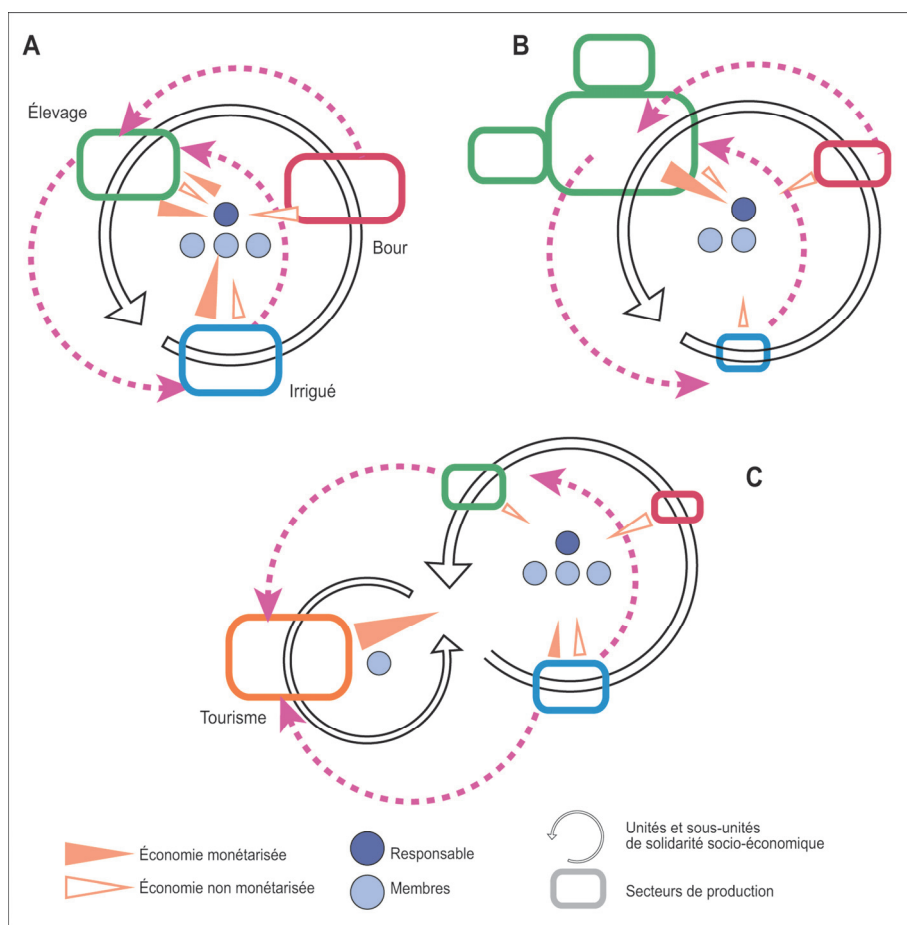 A
B
Élevage
Bour
Irrigué
C
Tourisme
Économie monétarisée
Économie non monétarisée
Responsable
Membres
Unités et sous-unités
de solidarité socio-économique
Secteurs de production